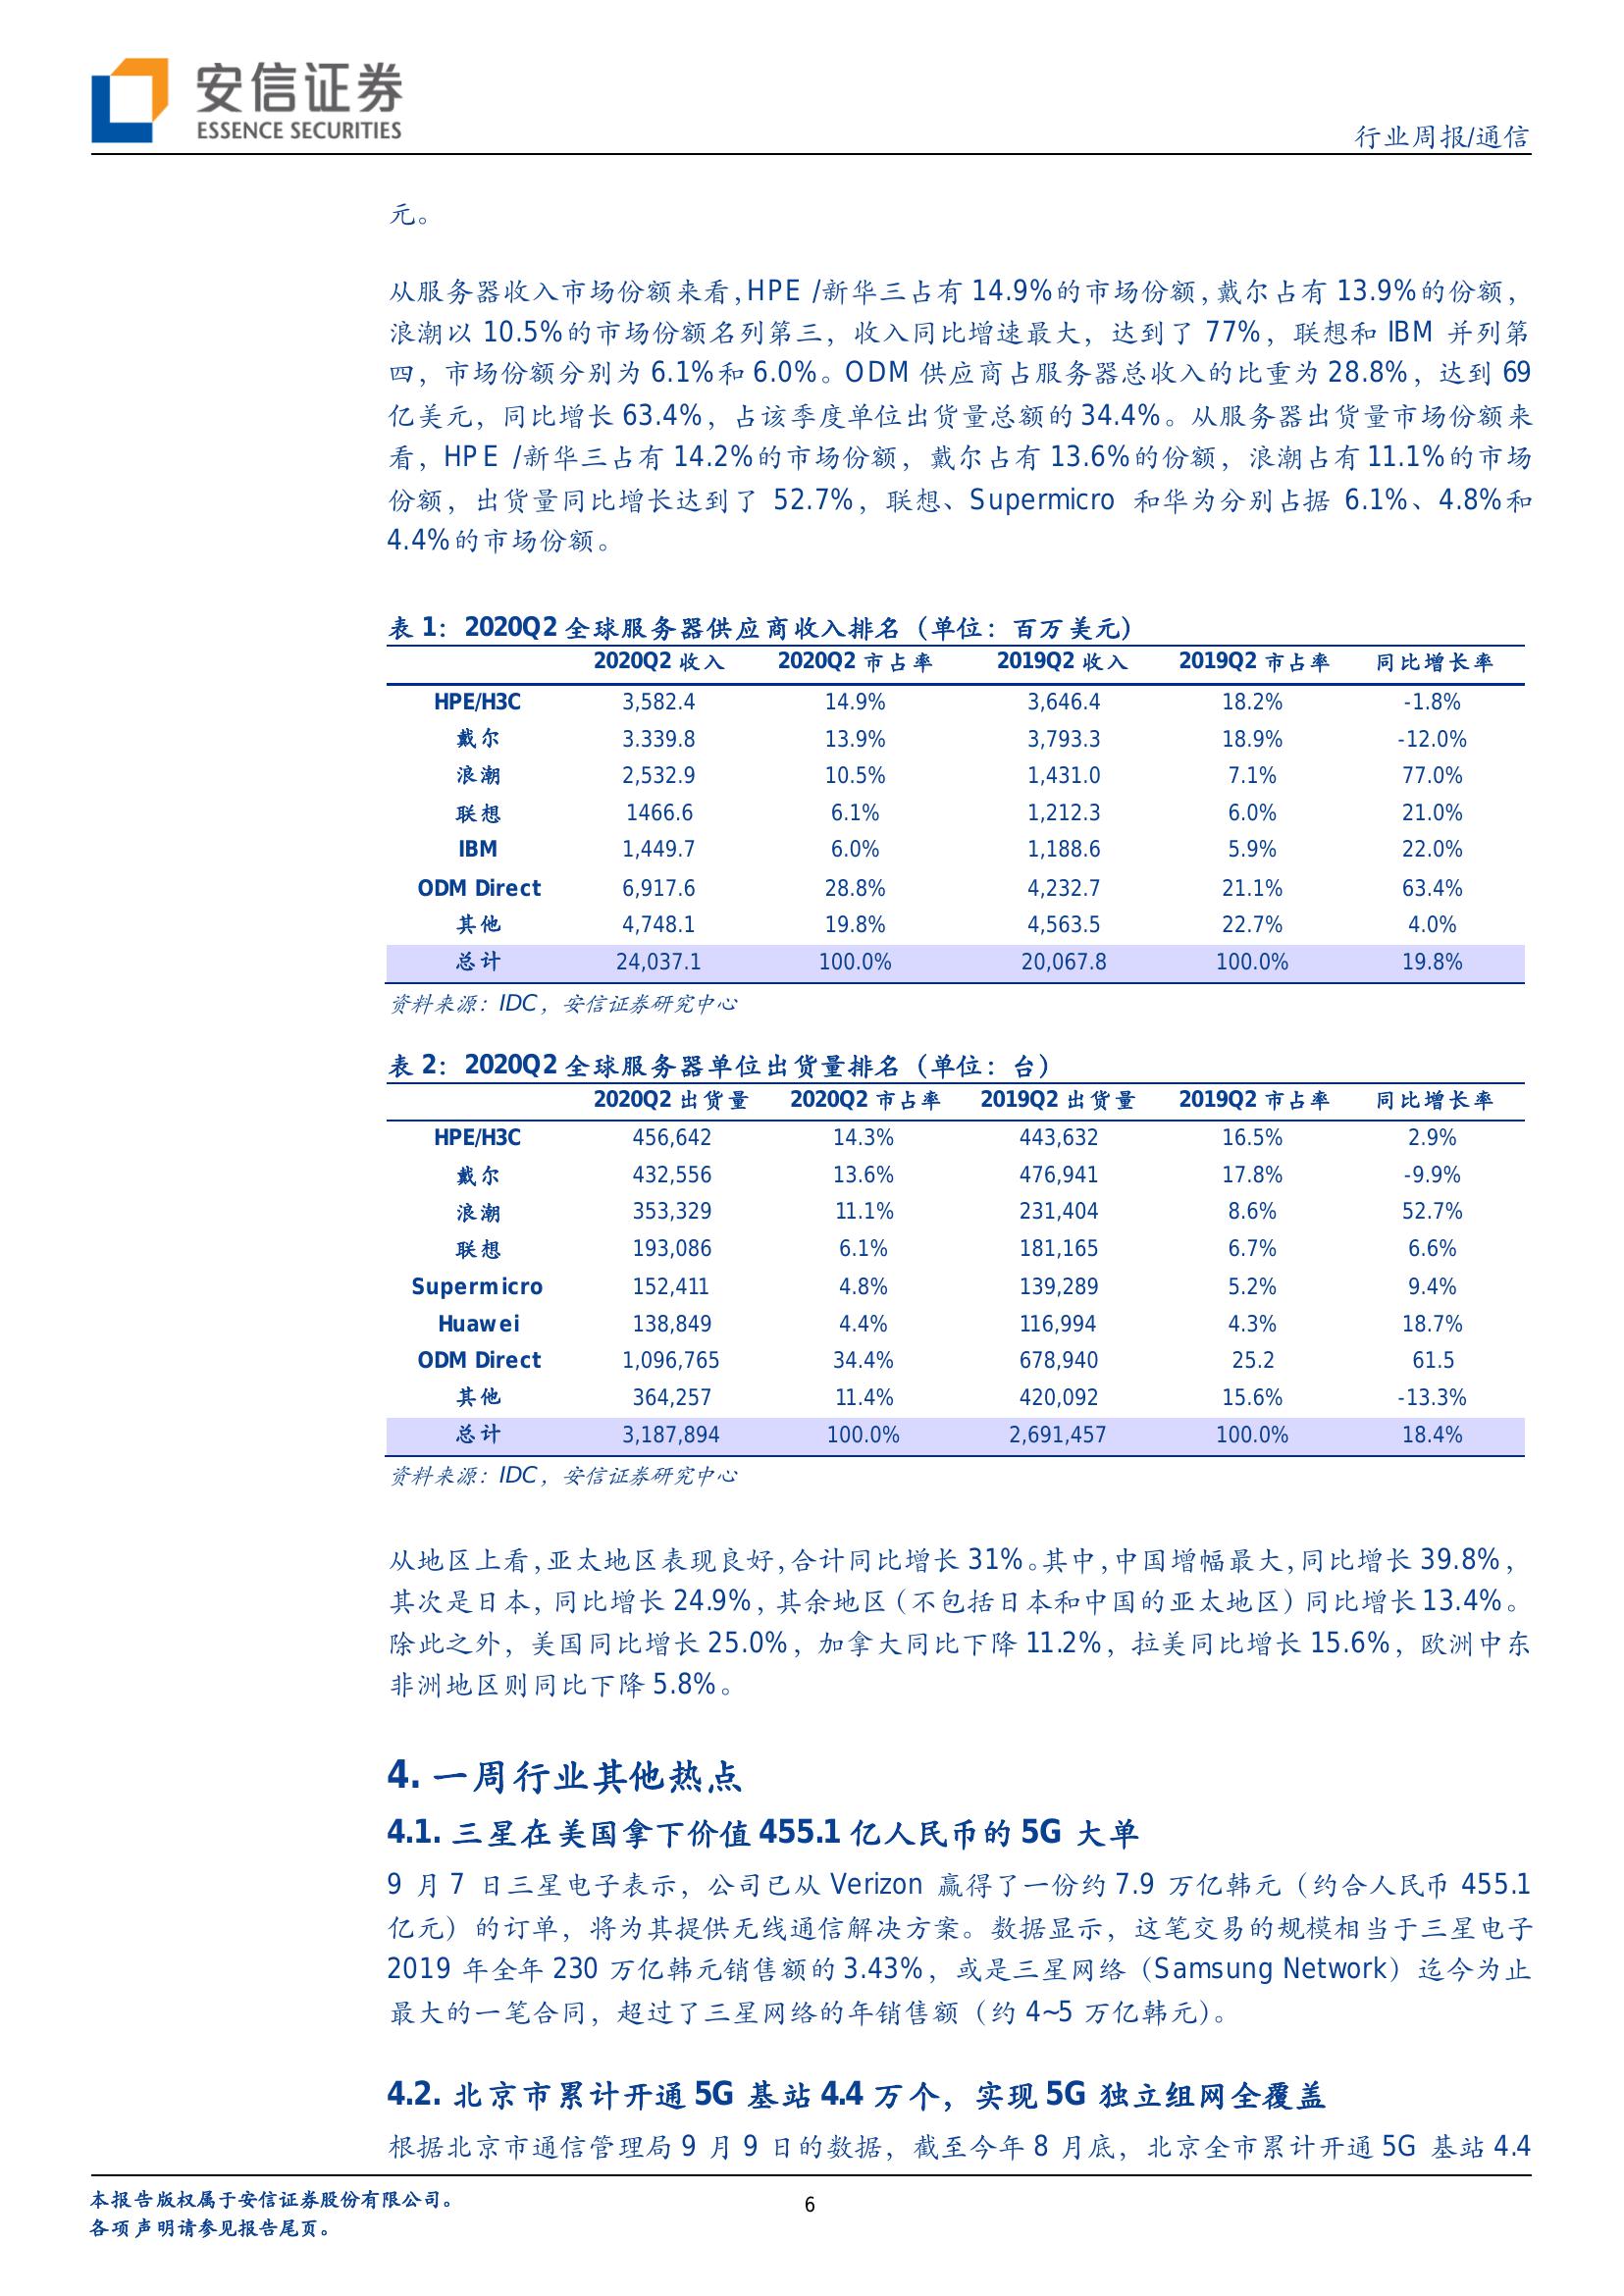 安信证券
ESSENCE SECURITIES
行业周报/通信
元。
从服务器收入市场份额来看，HPE /新华三占有 14.9%的市场份额，戴尔占有 13.9%的份额，
浪潮以 10.5%的市场份额名列第三，收入同比增速最大，达到了 77%，联想和 IBM 并列第
四，市场份额分别为 6.1%和 6.0%。ODM 供应商占服务器总收入的比重为 28.8%，达到 69
亿美元，同比增长 63.4%，占该季度单位出货量总额的 34.4%。从服务器出货量市场份额来
看，HPE /新华三占有 14.2%的市场份额，戴尔占有 13.6%的份额，浪潮占有 11.1%的市场
份额，出货量同比增长达到了 52.7%，联想、Supermicro 和华为分别占据 6.1%、4.8%和
4.4%的市场份额。
表 1：2020Q2 全球服务器供应商收入排名（单位：百万美元）
2020Q2 收入 2020Q2 市占率 2019Q2 收入 2019Q2 市占率 同比增长率
HPE/H3C 3,582.4 14.9% 3,646.4 18.2% -1.8%
戴尔 3.339.8 13.9% 3,793.3 18.9% -12.0%
浪潮 2,532.9 10.5% 1,431.0 7.1% 77.0%
联想 1466.6 6.1% 1,212.3 6.0% 21.0%
IBM 1,449.7 6.0% 1,188.6 5.9% 22.0%
ODM Direct 6,917.6 28.8% 4,232.7 21.1% 63.4%
其他 4,748.1 19.8% 4,563.5 22.7% 4.0%
总计 24,037.1 100.0% 20,067.8 100.0% 19.8%
资料来源：IDC，安信证券研究中心
表 2：2020Q2 全球服务器单位出货量排名（单位：台）
2020Q2 出货量 2020Q2 市占率 2019Q2 出货量 2019Q2 市占率 同比增长率
HPE/H3C 456,642 14.3% 443,632 16.5% 2.9%
戴尔 432,556 13.6% 476,941 17.8% -9.9%
浪潮 353,329 11.1% 231,404 8.6% 52.7%
联想 193,086 6.1% 181,165 6.7% 6.6%
Supermicro 152,411 4.8% 139,289 5.2% 9.4%
Huawei 138,849 4.4% 116,994 4.3% 18.7%
ODM Direct 1,096,765 34.4% 678,940 25.2 61.5
其他 364,257 11.4% 420,092 15.6% -13.3%
总计 3,187,894 100.0% 2,691,457 100.0% 18.4%
资料来源：IDC，安信证券研究中心
从地区上看，亚太地区表现良好，合计同比增长 31%。其中，中国增幅最大，同比增长 39.8%，
其次是日本，同比增长 24.9%，其余地区（不包括日本和中国的亚太地区）同比增长 13.4%。
除此之外，美国同比增长 25.0%，加拿大同比下降 11.2%，拉美同比增长 15.6%，欧洲中东
非洲地区则同比下降 5.8%。
4. 一周行业其他热点
4.1. 三星在美国拿下价值 455.1 亿人民币的 5G 大单
9 月 7 日三星电子表示，公司已从 Verizon 赢得了一份约 7.9 万亿韩元（约合人民币 455.1
亿元）的订单，将为其提供无线通信解决方案。数据显示，这笔交易的规模相当于三星电子
2019 年全年 230 万亿韩元销售额的 3.43%，或是三星网络（Samsung Network）迄今为止
最大的一笔合同，超过了三星网络的年销售额（约 4~5 万亿韩元）。
4.2. 北京市累计开通 5G 基站 4.4 万个，实现 5G 独立组网全覆盖
根据北京市通信管理局 9 月 9 日的数据，截至今年 8 月底，北京全市累计开通 5G 基站 4.4
本报告版权属于安信证券股份有限公司。
各项声明请参见报告尾页。
6